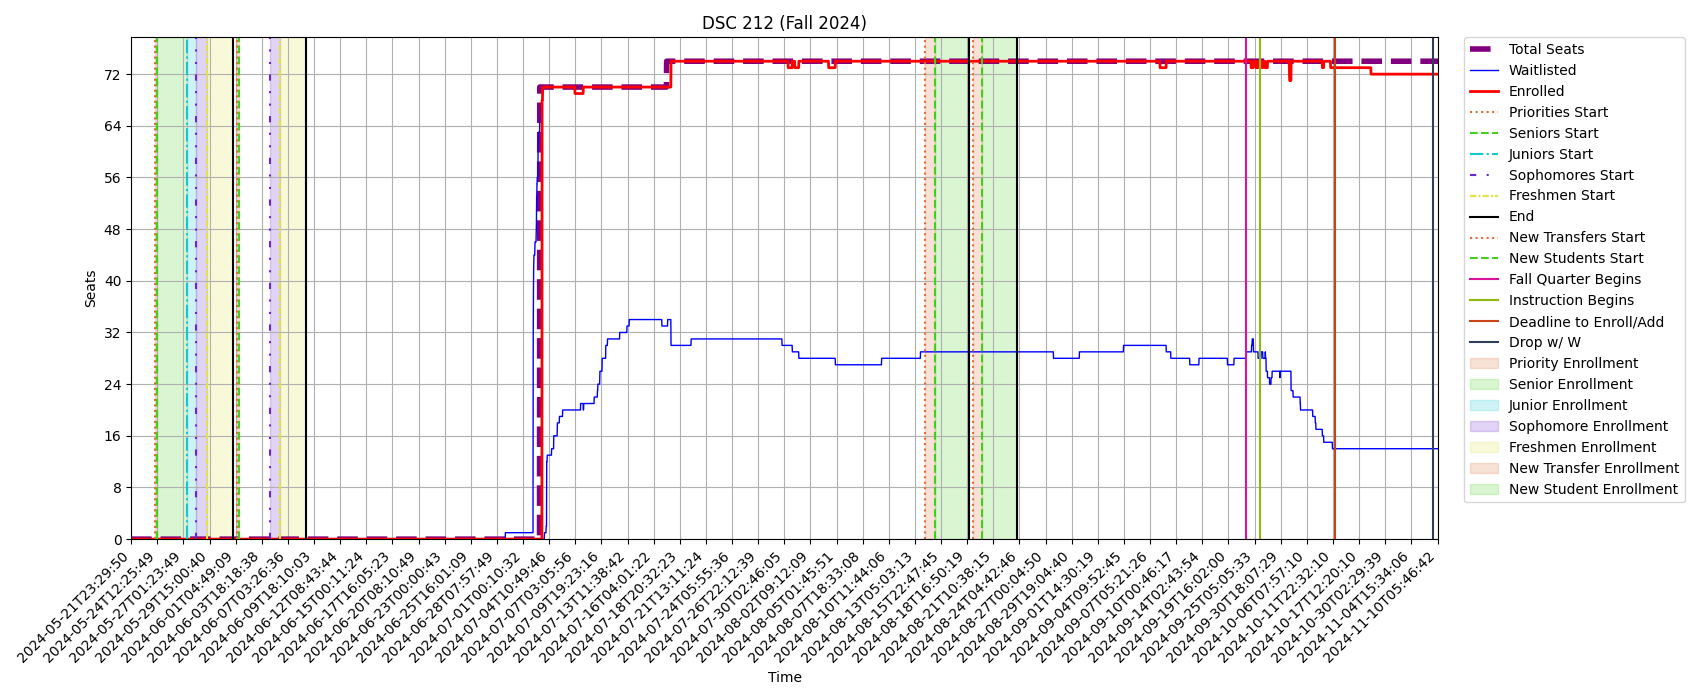 DSC 212 (Fall 2024)
Seats
72
64
56
48
40
32
24
16
8
0
2024-05-21T23:29:50
2024-05-24T12:25:49
2024-05-27T01:23:49
2024-05-29T15:00:40
2024-06-01T04:49:09
2024-06-03T18:18:38
2024-06-07T03:26:36
2024-06-09T18:10:03
2024-06-12T08:43:44
2024-06-15T00:11:24
2024-06-17T16:05:23
2024-06-20T08:10:49
2024-06-23T00:00:43
2024-06-25T16:01:09
2024-06-28T07:57:49
2024-07-01T00:10:32
2024-07-04T10:49:46
2024-07-07T03:05:56
2024-07-09T19:23:16
2024-07-13T11:38:42
2024-07-16T04:01:22
2024-07-18T20:32:23
2024-07-21T13:11:24
2024-07-24T05:55:36
2024-07-26T22:12:39
2024-07-30T02:46:05
2024-08-02T09:12:09
2024-08-05T01:45:51
2024-08-07T18:33:08
2024-08-10T11:44:06
2024-08-13T05:03:13
2024-08-15T22:47:45
2024-08-18T16:50:19
2024-08-21T10:38:15
2024-08-24T04:42:46
2024-08-27T00:04:50
2024-08-29T19:04:40
2024-09-01T14:30:19
2024-09-04T09:52:45
2024-09-07T05:21:26
2024-09-10T00:46:17
2024-09-14T02:43:54
2024-09-19T16:02:00
2024-09-25T05:05:33
2024-09-30T18:07:29
2024-10-06T07:57:10
2024-10-11T22:32:10
2024-10-17T12:20:10
2024-10-30T02:29:39
2024-11-04T15:34:06
2024-11-10T05:46:42
Time
Total Seats
Waitlisted
Enrolled
Priorities Start
Seniors Start
Juniors Start
Sophomores Start
Freshmen Start
End
New Transfers Start
New Students Start
Fall Quarter Begins
Instruction Begins
Deadline to Enroll/Add
Drop w/ W
Priority Enrollment
Senior Enrollment
Junior Enrollment
Sophomore Enrollment
Freshmen Enrollment
New Transfer Enrollment
New Student Enrollment